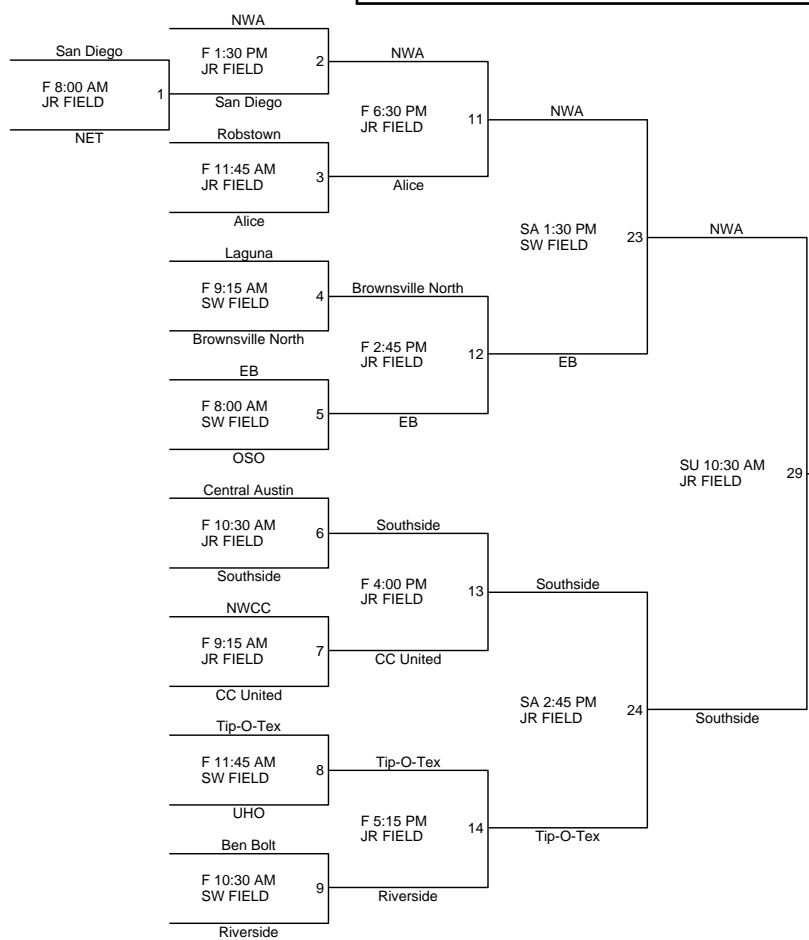 NWA
San Diego
F 1:30 PM
JR FIELD
2
NWA
F 8:00 AM
JR FIELD
1
San Diego
F 6:30 PM
JR FIELD
11
NWA
NET
Robstown
F 11:45 AM
JR FIELD
3
Alice
Alice
SA 1:30 PM
SW FIELD
23
NWA
Laguna
F 9:15 AM
SW FIELD
4
Brownsville North
Brownsville North
F 2:45 PM
JR FIELD
12
EB
EB
F 8:00 AM
SW FIELD
5
EB
OSO
SU 10:30 AM
JR FIELD
29
Central Austin
F 10:30 AM
JR FIELD
6
Southside
Southside
F 4:00 PM
JR FIELD
13
Southside
NWCC
F 9:15 AM
JR FIELD
7
CC United
CC United
SA 2:45 PM
JR FIELD
24
Southside
Tip-O-Tex
F 11:45 AM
SW FIELD
8
Tip-O-Tex
UHO
F 5:15 PM
JR FIELD
14
Tip-O-Tex
Ben Bolt
F 10:30 AM
SW FIELD
9
Riverside
Riverside